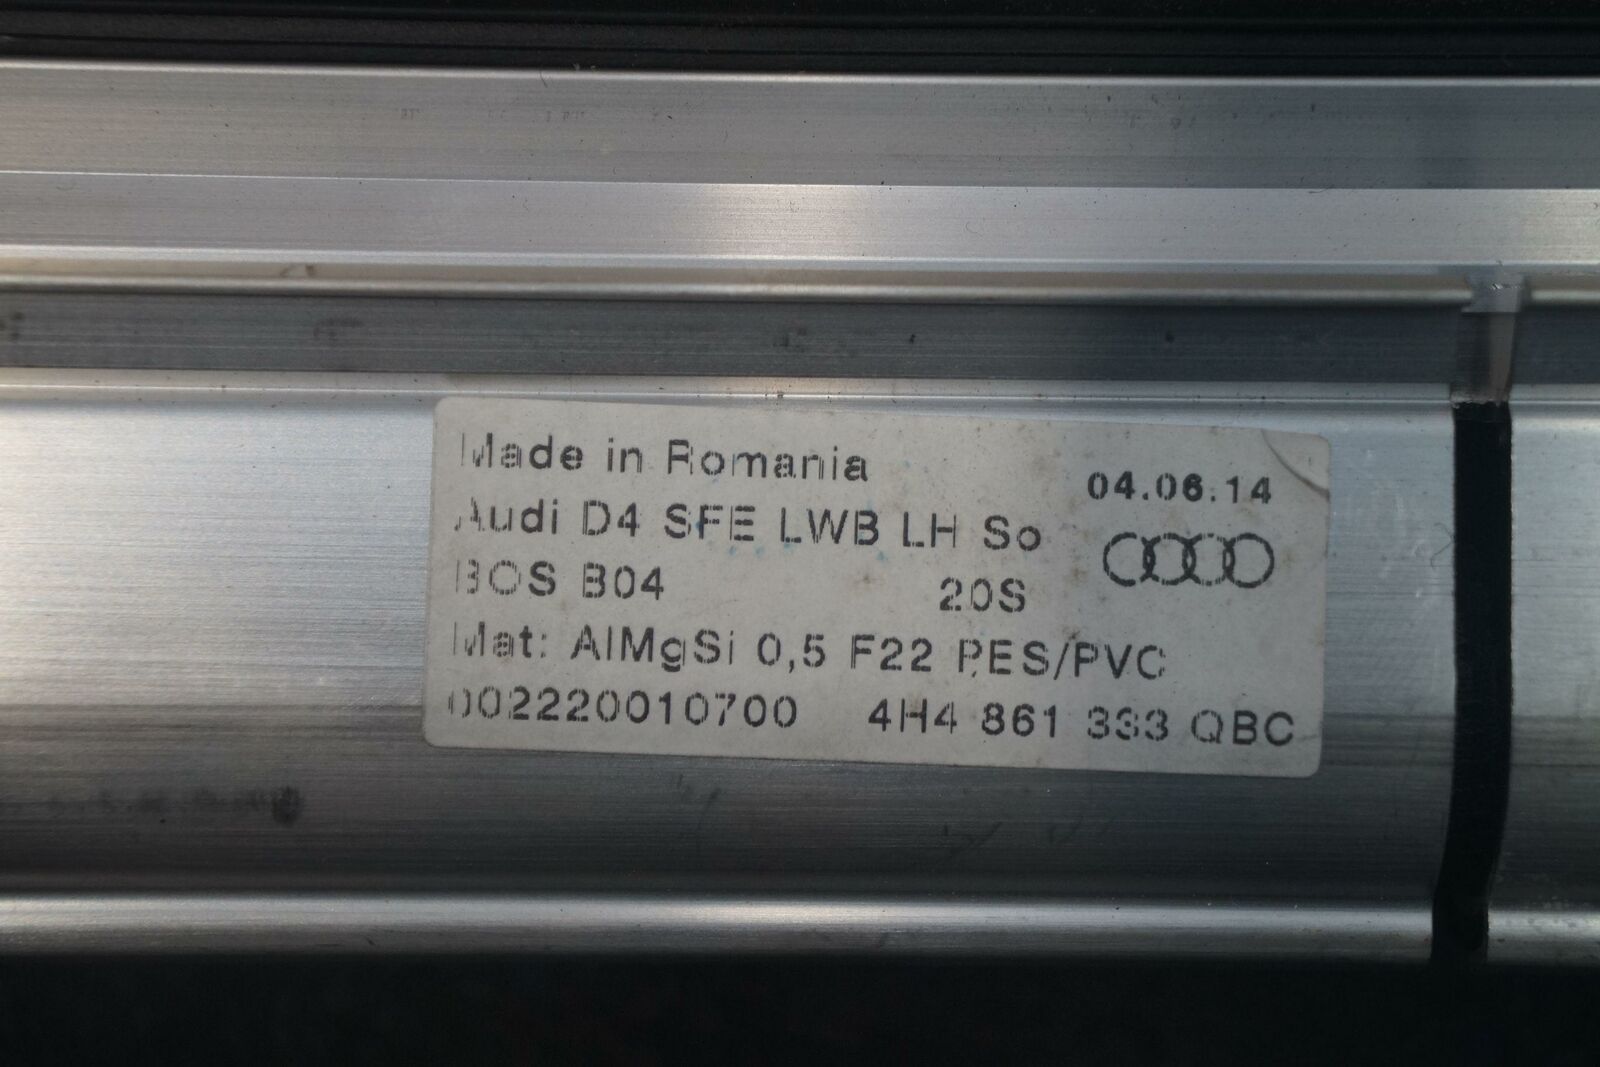 Made in Romania
04.06.14
Audi D4 SFE LWB LH So
BOS B04 20S
Mat: AlMgSi 0,5 F22 PES/PVC
002220010700 4H4 861 333 QBC